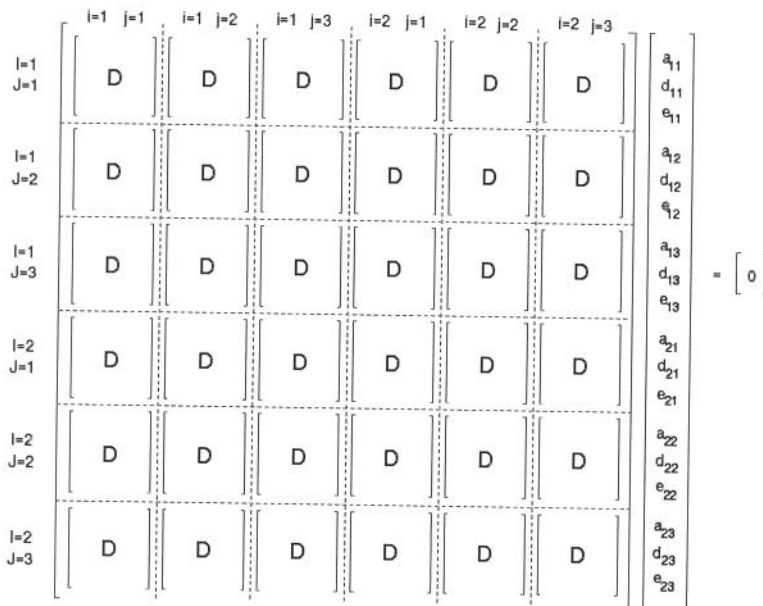 i=1 j=1 i=1 j=2 i=1 j=3 i=2 j=1 i=2 j=2 i=2 j=3
I=1
J=1
D D D D D D
a11
d11
e11
I=1
J=2
D D D D D D
a12
d12
e12
I=1
J=3
D D D D D D
a13
d13
e13
= 0
I=2
J=1
D D D D D D
a21
d21
e21
I=2
J=2
D D D D D D
a22
d22
e22
I=2
J=3
D D D D D D
a23
d23
e23